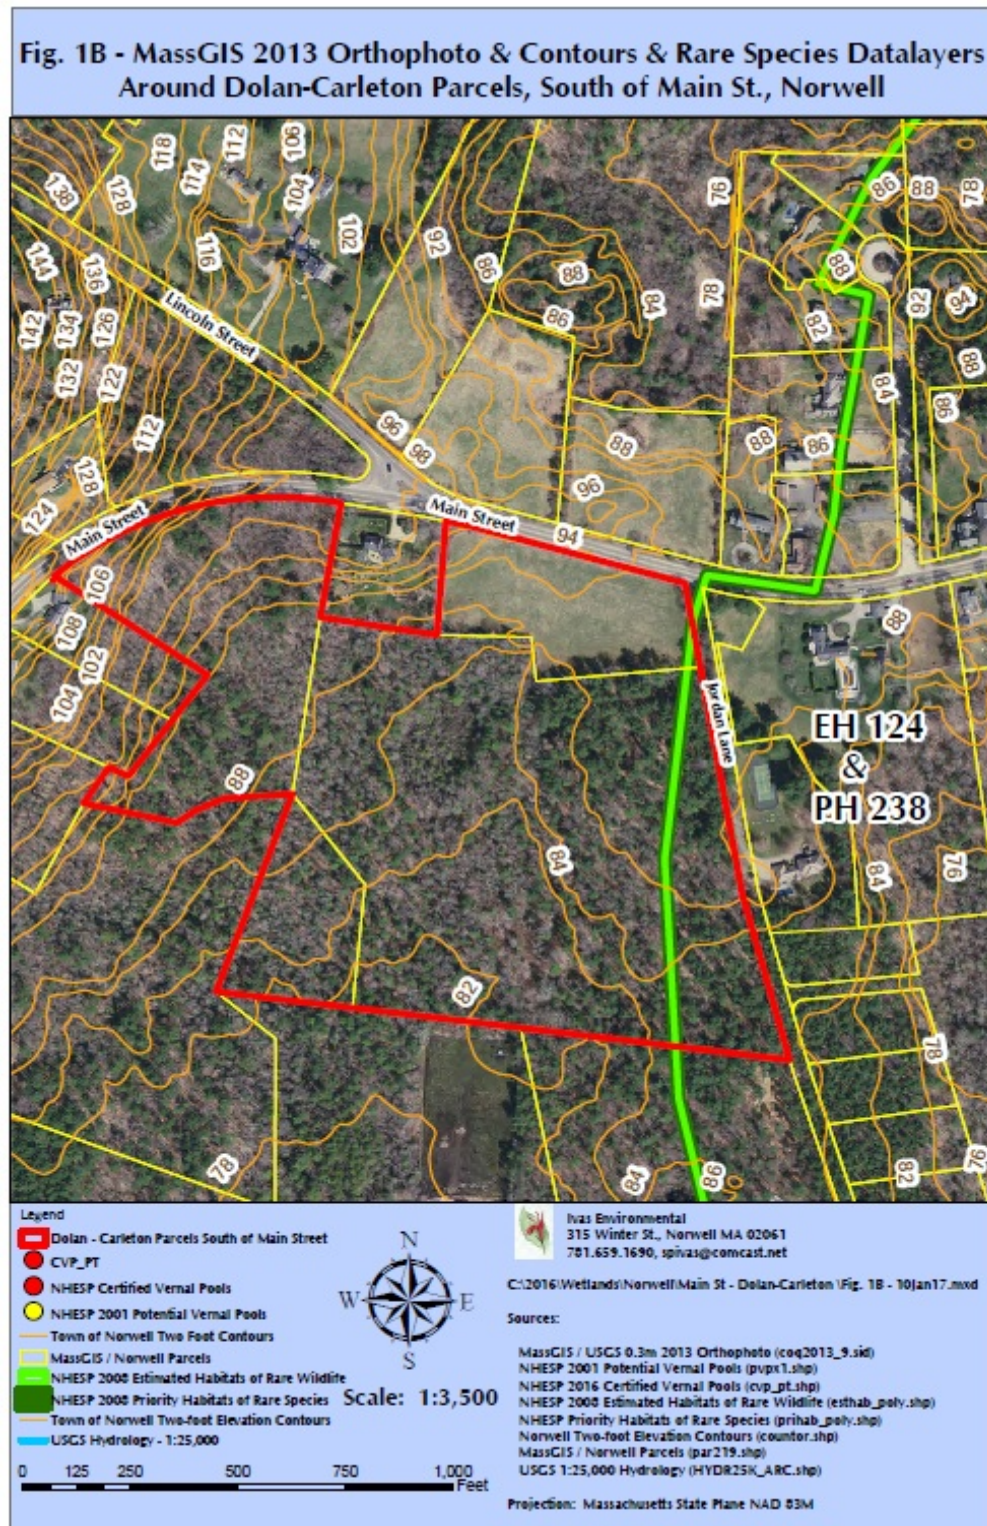 Fig. 1B - MassGIS 2013 Orthophoto & Contours & Rare Species Datalayers
Around Dolan-Carleton Parcels, South of Main St., Norwell
118
112
106
138
128
114
104
76
86
88
78
144
136
116
102
92
86
88
84
78
88
92
94
142
134
126
Lincoln Street
86
82
132
122
88
84
112
96
98
88
88
86
86
128
96
124
Main Street
Main Street
94
106
108
102
104
88
Jordan Lane
EH 124
&
PH 238
88
84
84
76
82
78
78
84
86
82
76
Legend
Dolan - Carleton Parcels South of Main Street
CVP_PT
NHESP Certified Vernal Pools
NHESP 2001 Potential Vernal Pools
Town of Norwell Two Foot Contours
MassGIS / Norwell Parcels
NHESP 2008 Estimated Habitats of Rare Wildlife
NHESP 2008 Priority Habitats of Rare Species
Town of Norwell Two-foot Elevation Contours
USGS Hydrology - 1:25,000
N
W
E
S
Scale: 1:3,500
0 125 250 500 750 1,000
Feet
Ivas Environmental
315 Winter St., Norwell MA 02061
781.659.1690, spivas@comcast.net
C:\2016\Wetlands\Norwell\Main St - Dolan-Carleton \Fig. 1B - 10Jan17.mxd
Sources:
MassGIS / USGS 0.3m 2013 Orthophoto (coq2013_9.sid)
NHESP 2001 Potential Vernal Pools (pvpx1.shp)
NHESP 2016 Certified Vernal Pools (cvp_pt.shp)
NHESP 2008 Estimated Habitats of Rare Wildlife (esthab_poly.shp)
NHESP Priority Habitats of Rare Species (prihab_poly.shp)
Norwell Two-foot Elevation Contours (countor.shp)
MassGIS / Norwell Parcels (par219.shp)
USGS 1:25,000 Hydrology (HYDR25K_ARC.shp)
Projection: Massachusetts State Plane NAD 83M